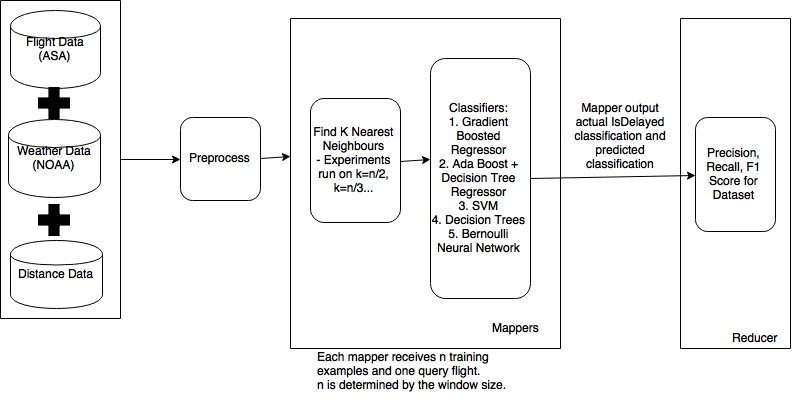 Flight Data
(ASA)
Weather Data
(NOAA)
Distance Data
Preprocess
Find K Nearest
Neighbours
- Experiments
run on k=n/2,
k=n/3...
Classifiers:
1. Gradient
Boosted
Regressor
2. Ada Boost +
Decision Tree
Regressor
3. SVM
4. Decision Trees
5. Bernoulli
Neural Network
Mappers
Each mapper receives n training
examples and one query flight.
n is determined by the window size.
Mapper output
actual IsDelayed
classification and
predicted
classification
Precision,
Recall, F1
Score for
Dataset
Reducer